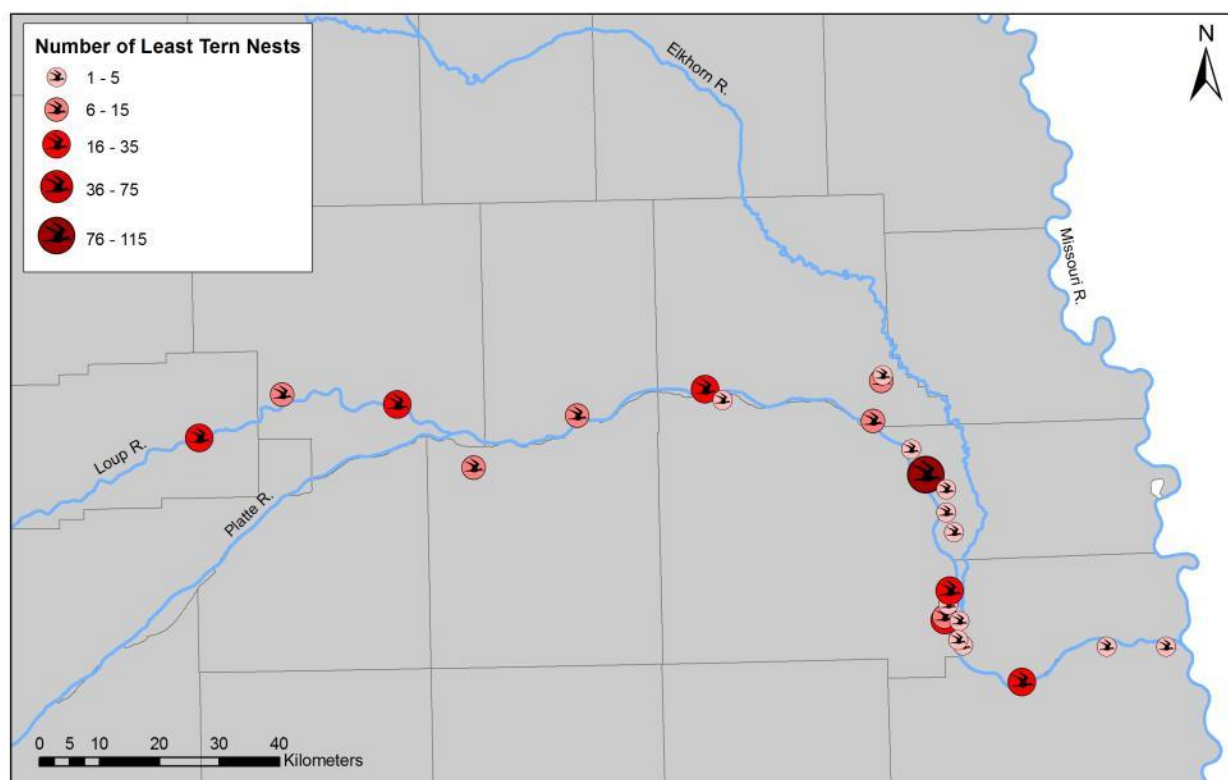 Number of Least Tern Nests
1 - 5
6 - 15
16 - 35
36 - 75
76 - 115
N
Elkhorn R.
Missouri R.
Loup R.
Platte R.
0 5 10 20 30 40
Kilometers